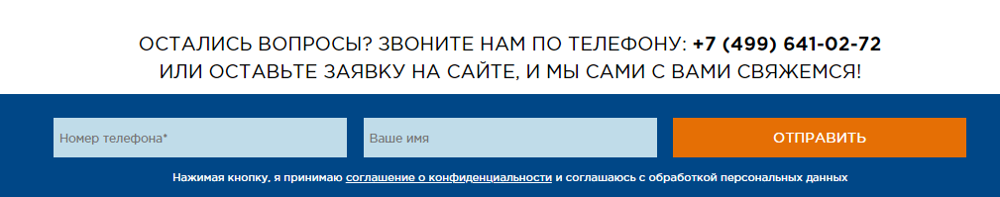 ОСТАЛИСЬ ВОПРОСЫ? ЗВОНИТЕ НАМ ПО ТЕЛЕФОНУ: +7 (499) 641-02-72
ИЛИ ОСТАВЬТЕ ЗАЯВКУ НА САЙТЕ, И МЫ САМИ С ВАМИ СВЯЖЕМСЯ!
Номер телефона* Ваше имя ОТПРАВИТЬ
Нажимая кнопку, я принимаю соглашение о конфиденциальности и соглашаюсь с обработкой персональных данных